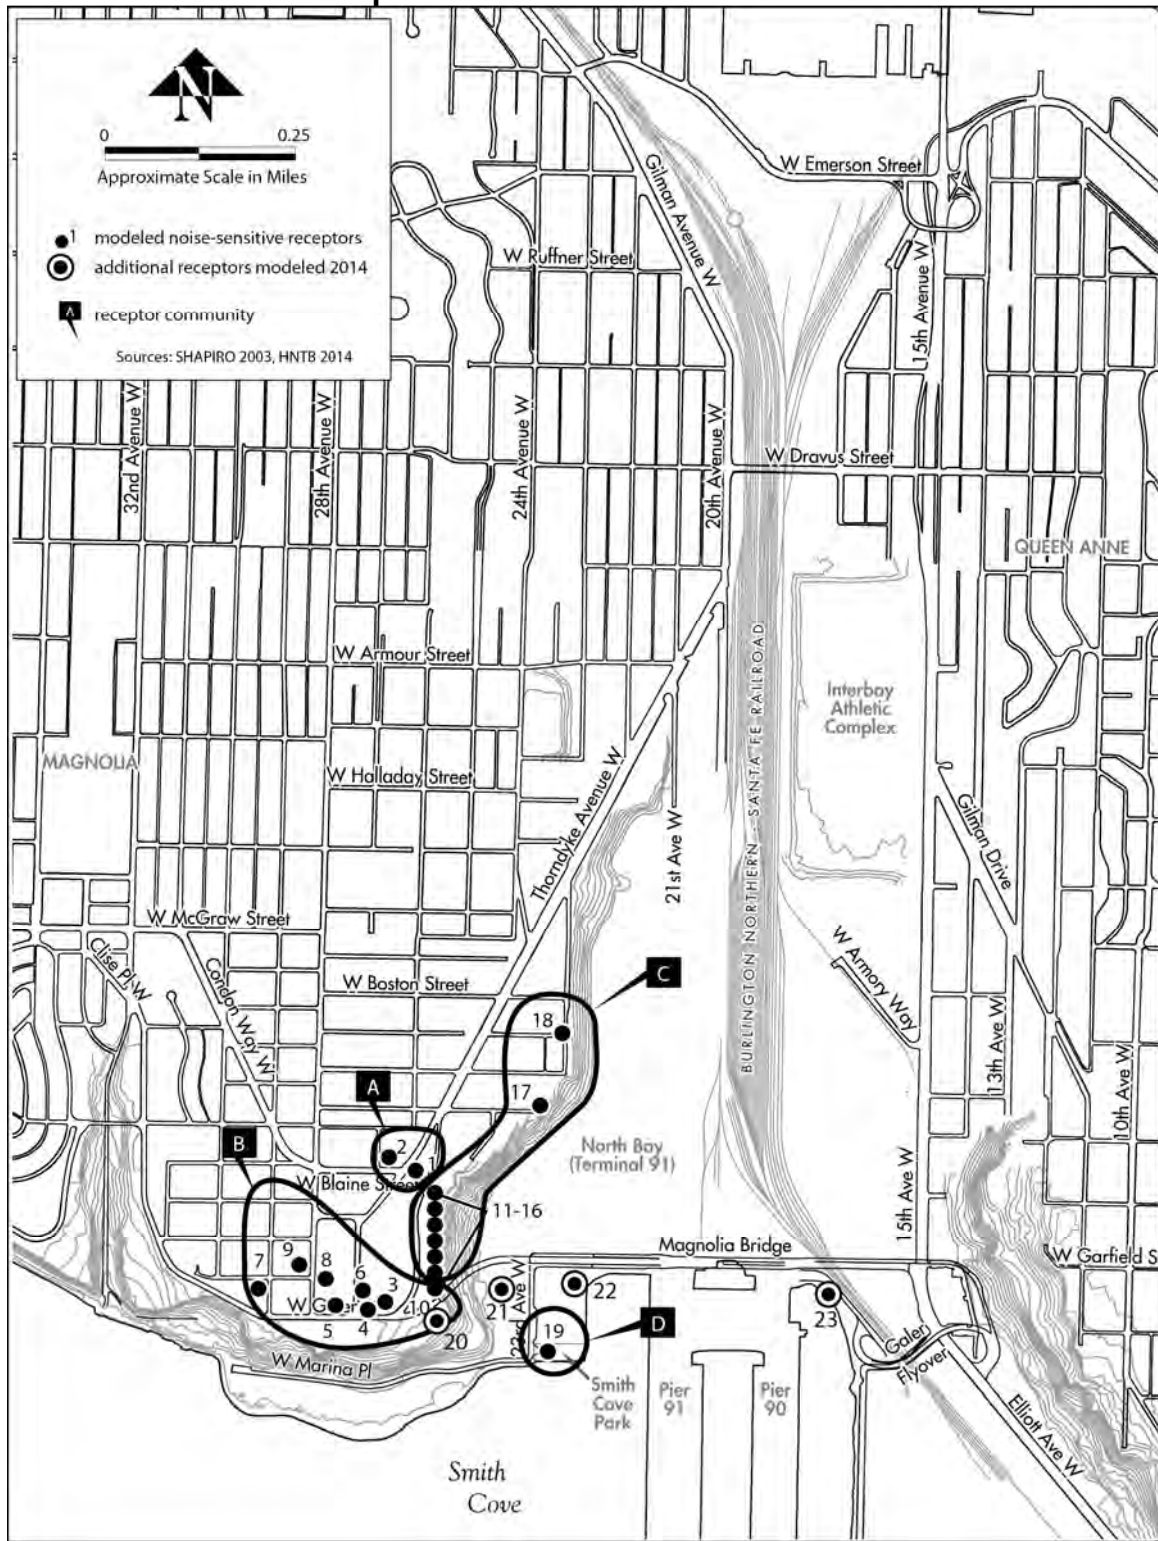 N
0 0.25
Approximate Scale in Miles
1 modeled noise-sensitive receptors
additional receptors modeled 2014
A receptor community
Sources: SHAPIRO 2003, HNTB 2014
W Emerson Street
Gilman Avenue W
W Ruffner Street
15th Avenue W
32nd Avenue W
28th Avenue W
24th Avenue W
20th Avenue W
W Dravus Street
QUEEN ANNE
W Armour Street
BURLINGTON NORTHERN - SANTA FE RAILROAD
Interbay
Athletic
Complex
MAGNOLIA
W Halladay Street
Thorndyke Avenue W
21st Ave W
Gilman Drive
W McGraw Street
Clise Pl W
Condon Way W
W Boston Street
W Armory Way
C
18
13th Ave W
10th Ave W
A
17
B
2
1
North Bay
(Terminal 91)
15th Ave W
W Blaine Street
11-16
Magnolia Bridge
W Garfield S
7
9
8
6
3
W Galer
10
5
4
20
21
23rd Ave W
22
23
19
D
W Marina Pl
Smith
Cove
Park
Pier
91
Pier
90
Galer
Flyover
Elliott Ave W
Smith
Cove